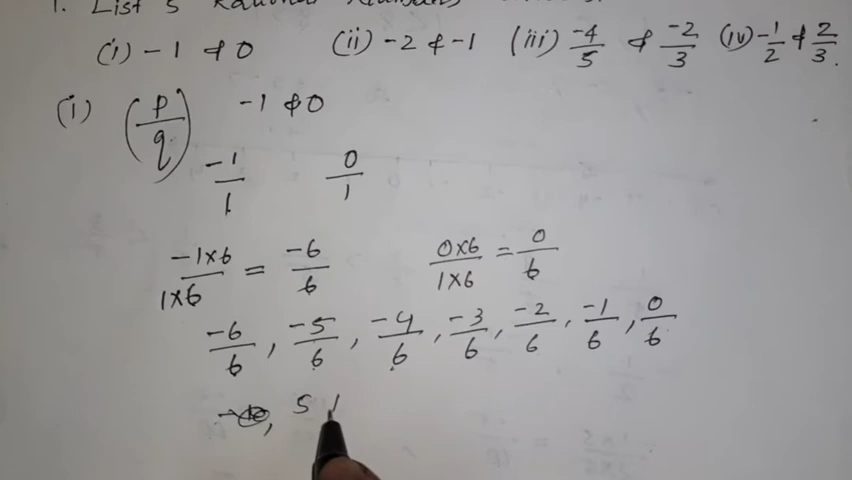 1. List 5 Rational Numbers
(i) -1 & 0 (ii) -2 & -1 (iii) -4/5 & -2/3 (iv) -1/2 & 2/3.
(i) (p/q) -1 & 0
-1/1 0/1
-1×6/1×6 = -6/6 0×6/1×6 = 0/6
-6/6, -5/6, -4/6, -3/6, -2/6, -1/6, 0/6
, 5